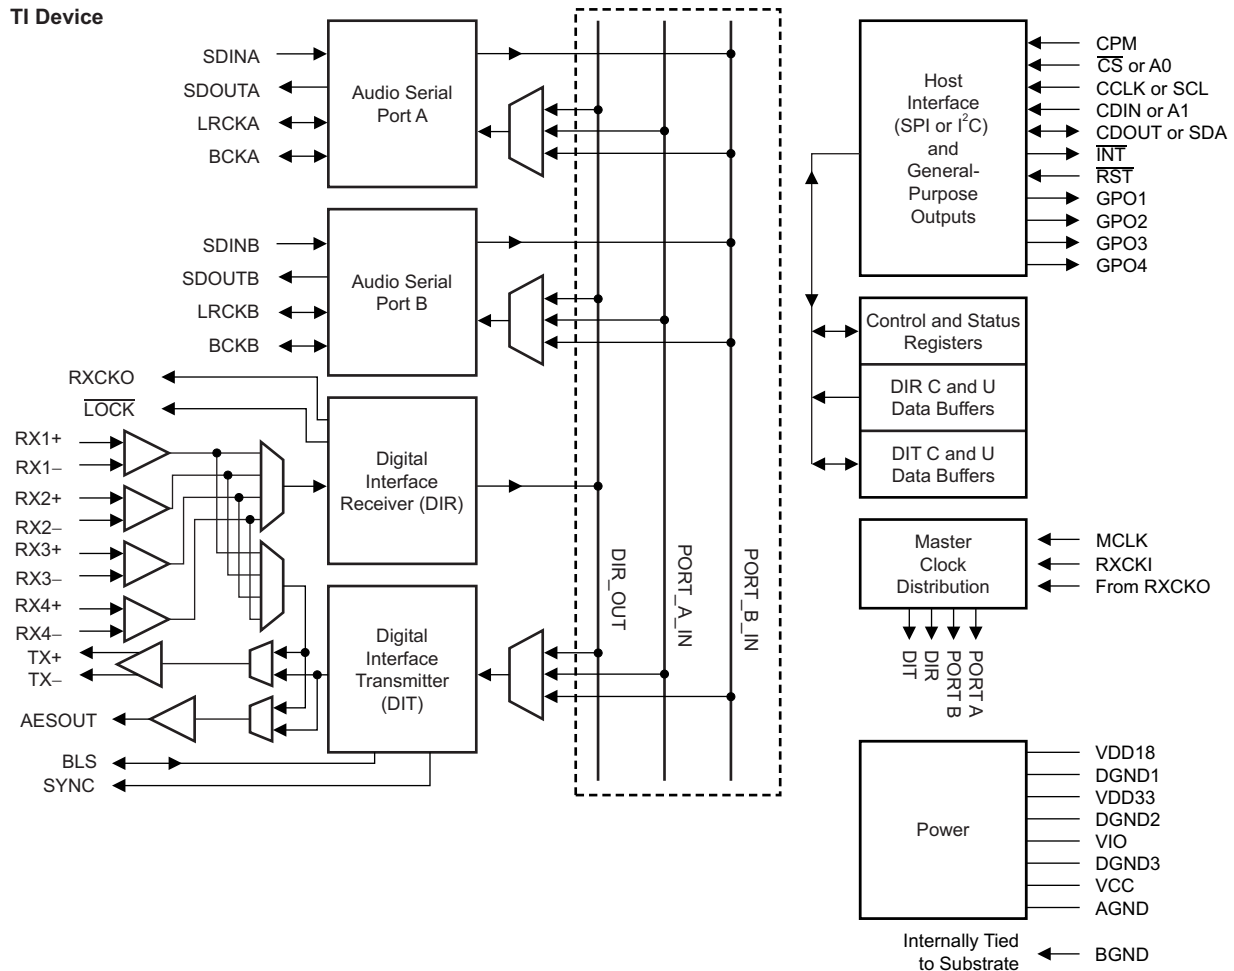 TI Device
SDINA
SDOUTA
LRCKA
BCKA
Audio Serial
Port A
SDINB
SDOUTB
LRCKB
BCKB
Audio Serial
Port B
RXCKO
LOCK
RX1+
RX1–
RX2+
RX2–
RX3+
RX3–
RX4+
RX4–
TX+
TX–
AESOUT
BLS
SYNC
Digital
Interface
Receiver (DIR)
Digital
Interface
Transmitter
(DIT)
DIR_OUT
PORT_A_IN
PORT_B_IN
Host
Interface
(SPI or I²C)
and
General-
Purpose
Outputs
CPM
CS or A0
CCLK or SCL
CDIN or A1
CDOUT or SDA
INT
RST
GPO1
GPO2
GPO3
GPO4
Control and Status
Registers
DIR C and U
Data Buffers
DIT C and U
Data Buffers
Master
Clock
Distribution
MCLK
RXCKI
From RXCKO
DIT
DIR
PORT B
PORT A
Power
VDD18
DGND1
VDD33
DGND2
VIO
DGND3
VCC
AGND
Internally Tied
to Substrate
BGND